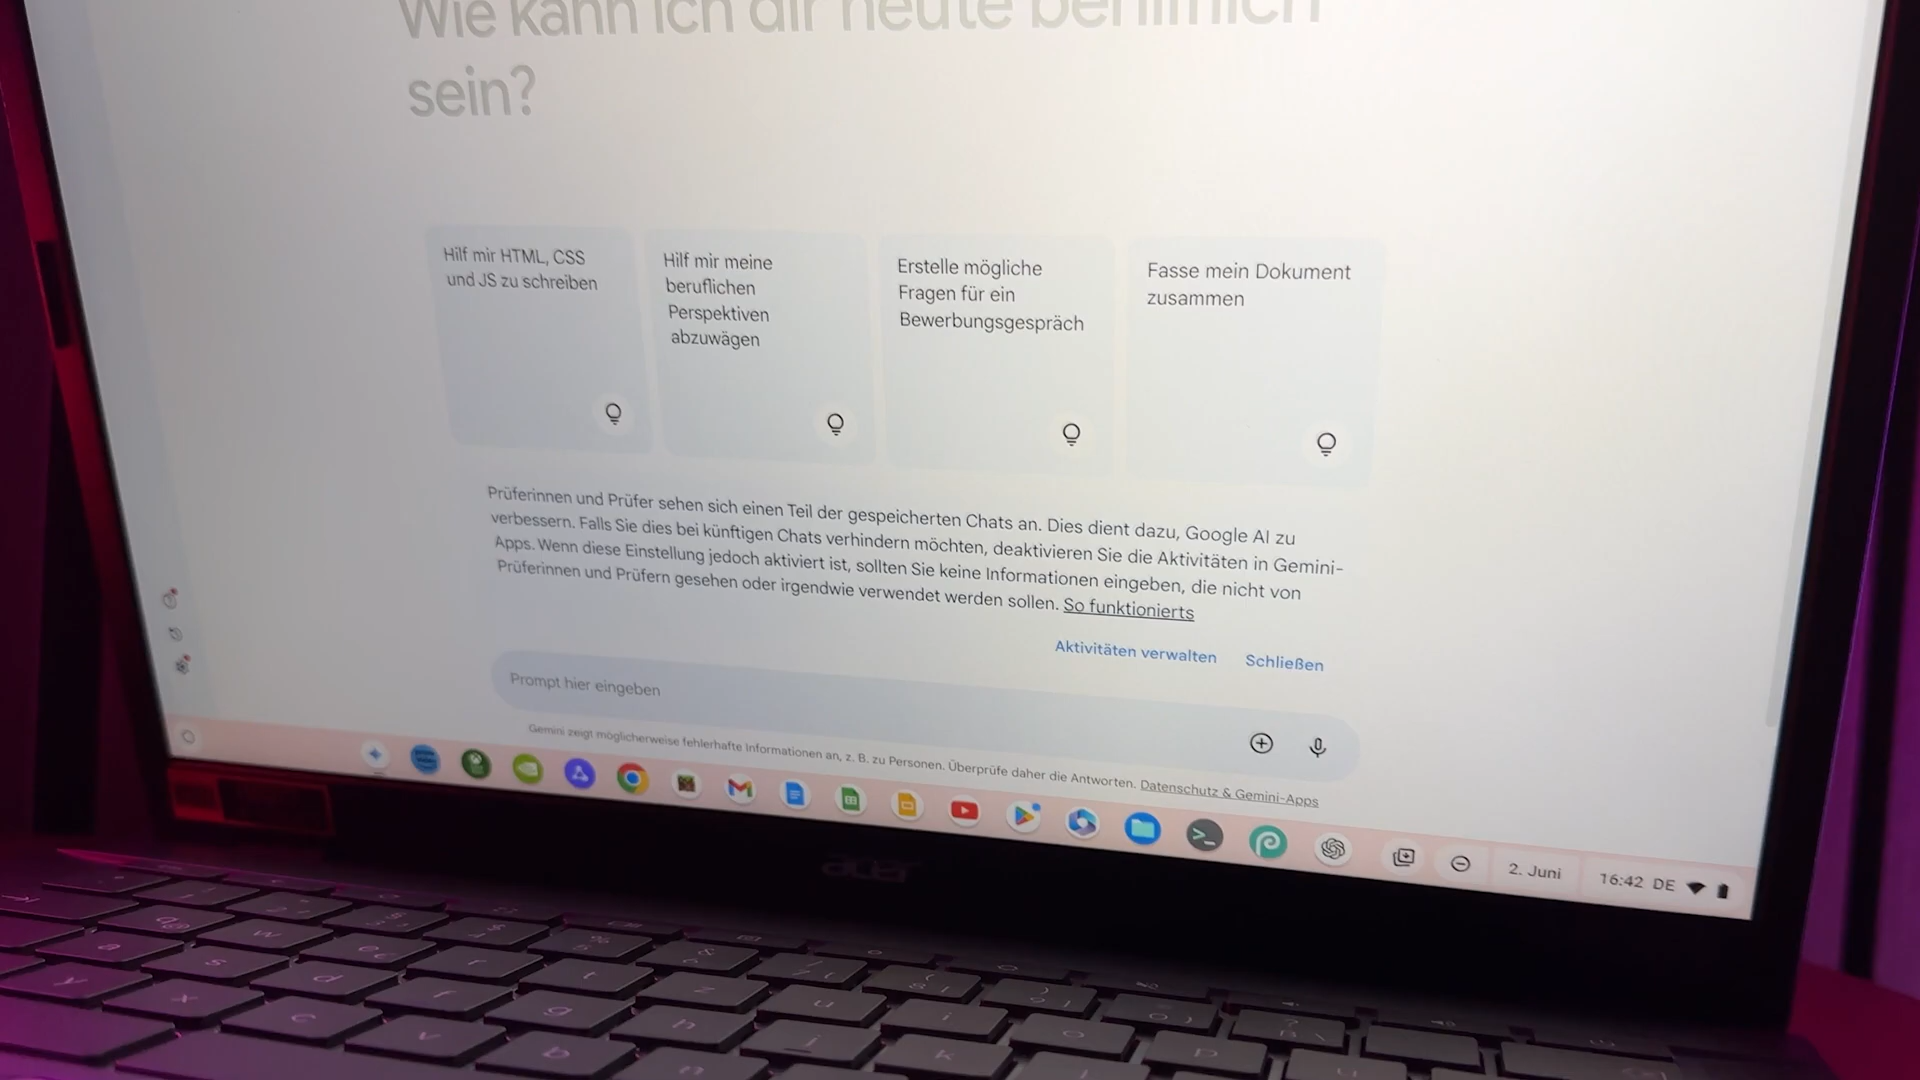 Wie kann ich dir heute behilflich
sein?
Hilf mir HTML, CSS
und JS zu schreiben
Hilf mir meine
beruflichen
Perspektiven
abzuwägen
Erstelle mögliche
Fragen für ein
Bewerbungsgespräch
Fasse mein Dokument
zusammen
Prüferinnen und Prüfer sehen sich einen Teil der gespeicherten Chats an. Dies dient dazu, Google AI zu
verbessern. Falls Sie dies bei künftigen Chats verhindern möchten, deaktivieren Sie die Aktivitäten in Gemini-
Apps. Wenn diese Einstellung jedoch aktiviert ist, sollten Sie keine Informationen eingeben, die nicht von
Prüferinnen und Prüfern gesehen oder irgendwie verwendet werden sollen. So funktionierts
Aktivitäten verwalten Schließen
Prompt hier eingeben
Gemini zeigt möglicherweise fehlerhafte Informationen an, z. B. zu Personen. Überprüfe daher die Antworten. Datenschutz & Gemini-Apps
2. Juni 16:42 DE
acer
w e r t z u i o p
a s d f g h j k
y x c v b n